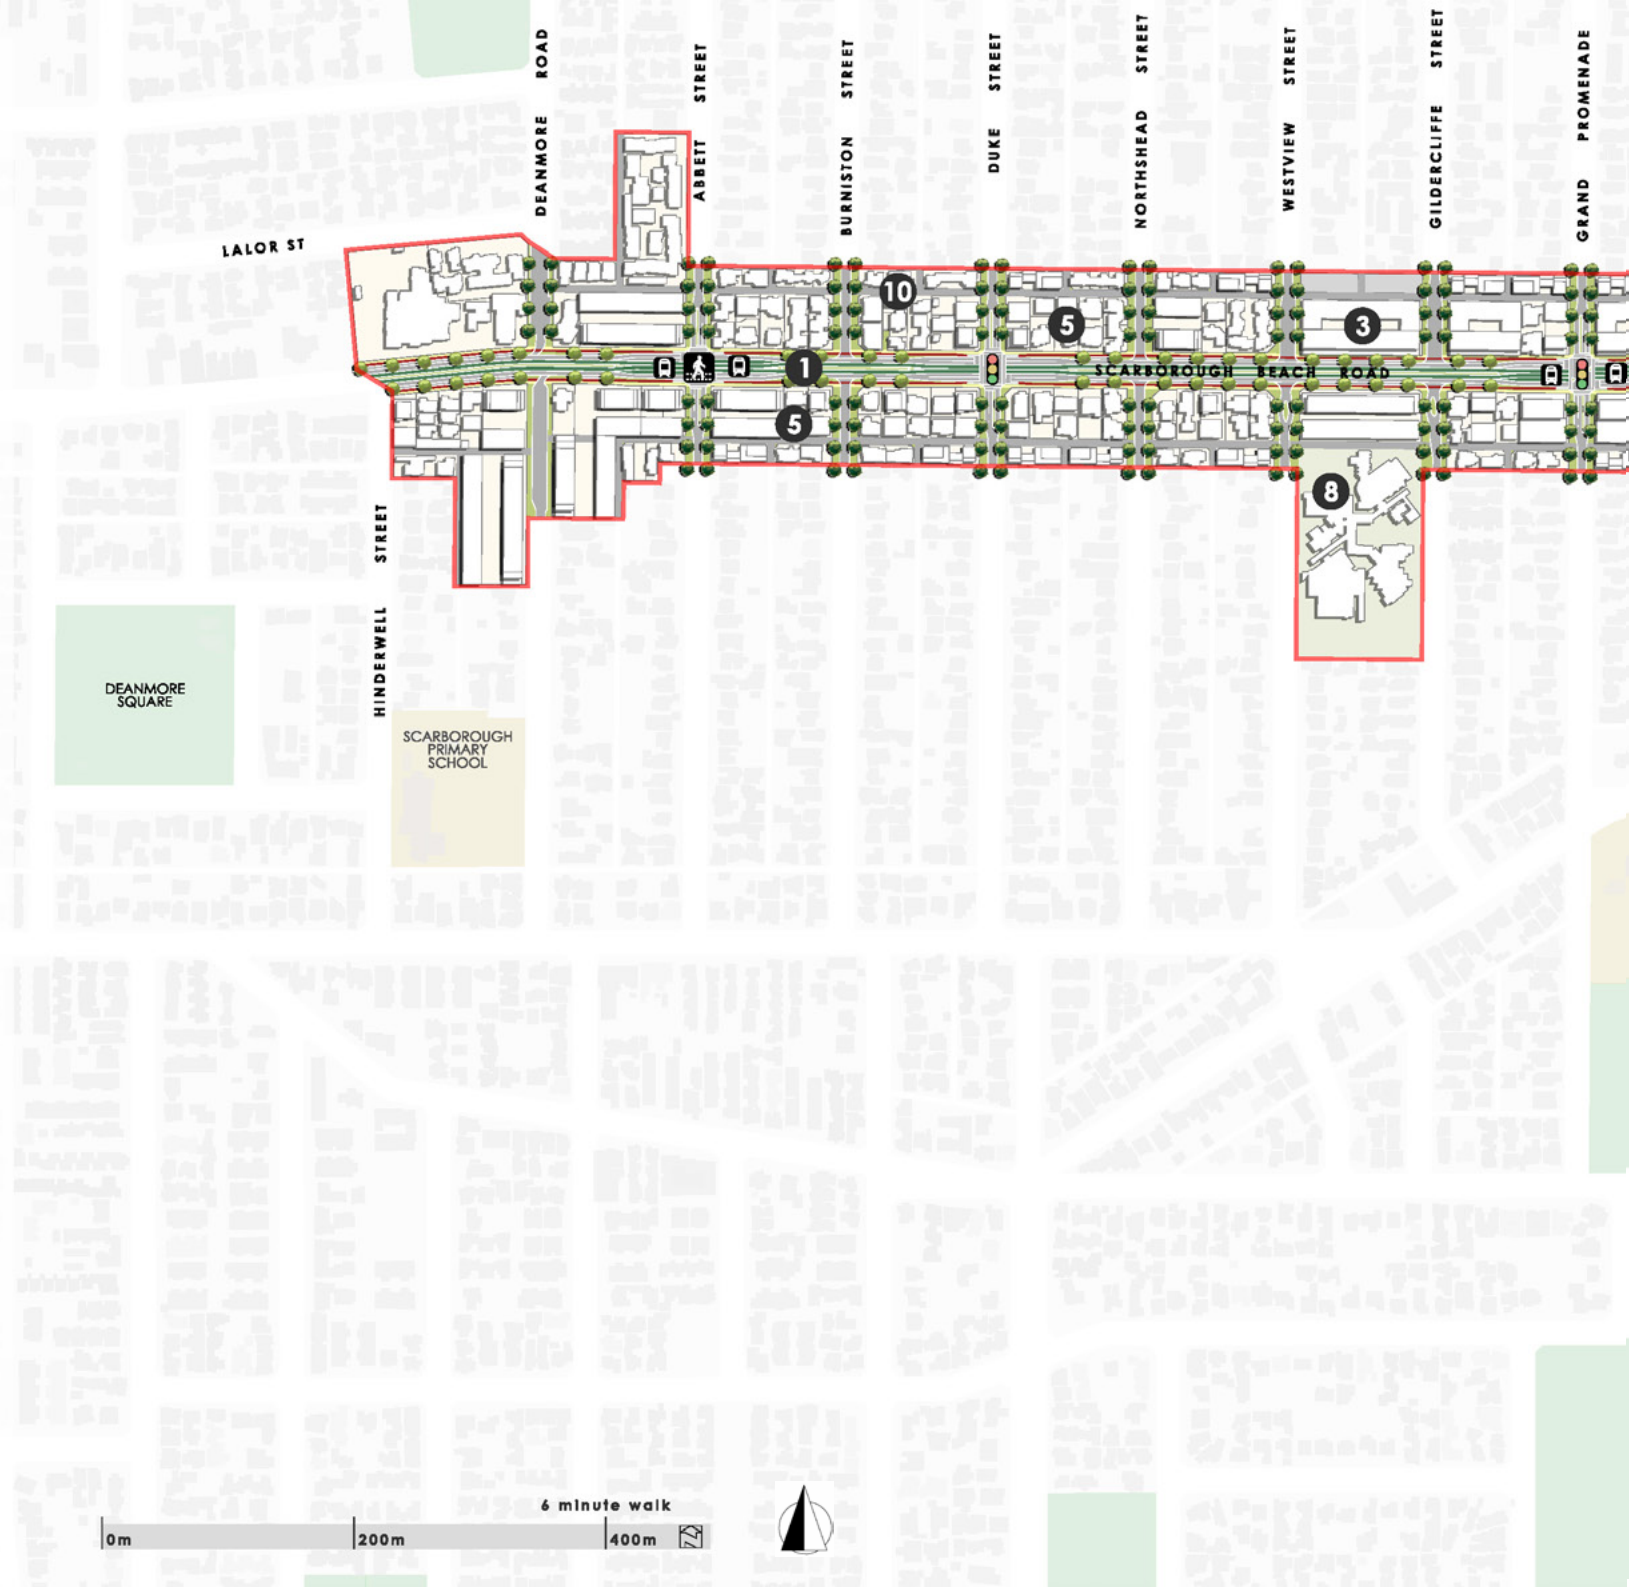 DEANMORE ROAD
ABBETT STREET
BURNISTON STREET
DUKE STREET
NORTHSHEAD STREET
WESTVIEW STREET
GILDERCLIFFE STREET
GRAND PROMENADE
LALOR ST
10
5
3
1
SCARBOROUGH BEACH ROAD
5
8
HINDERWELL STREET
DEANMORE
SQUARE
SCARBOROUGH
PRIMARY
SCHOOL
6 minute walk
0m 200m 400m